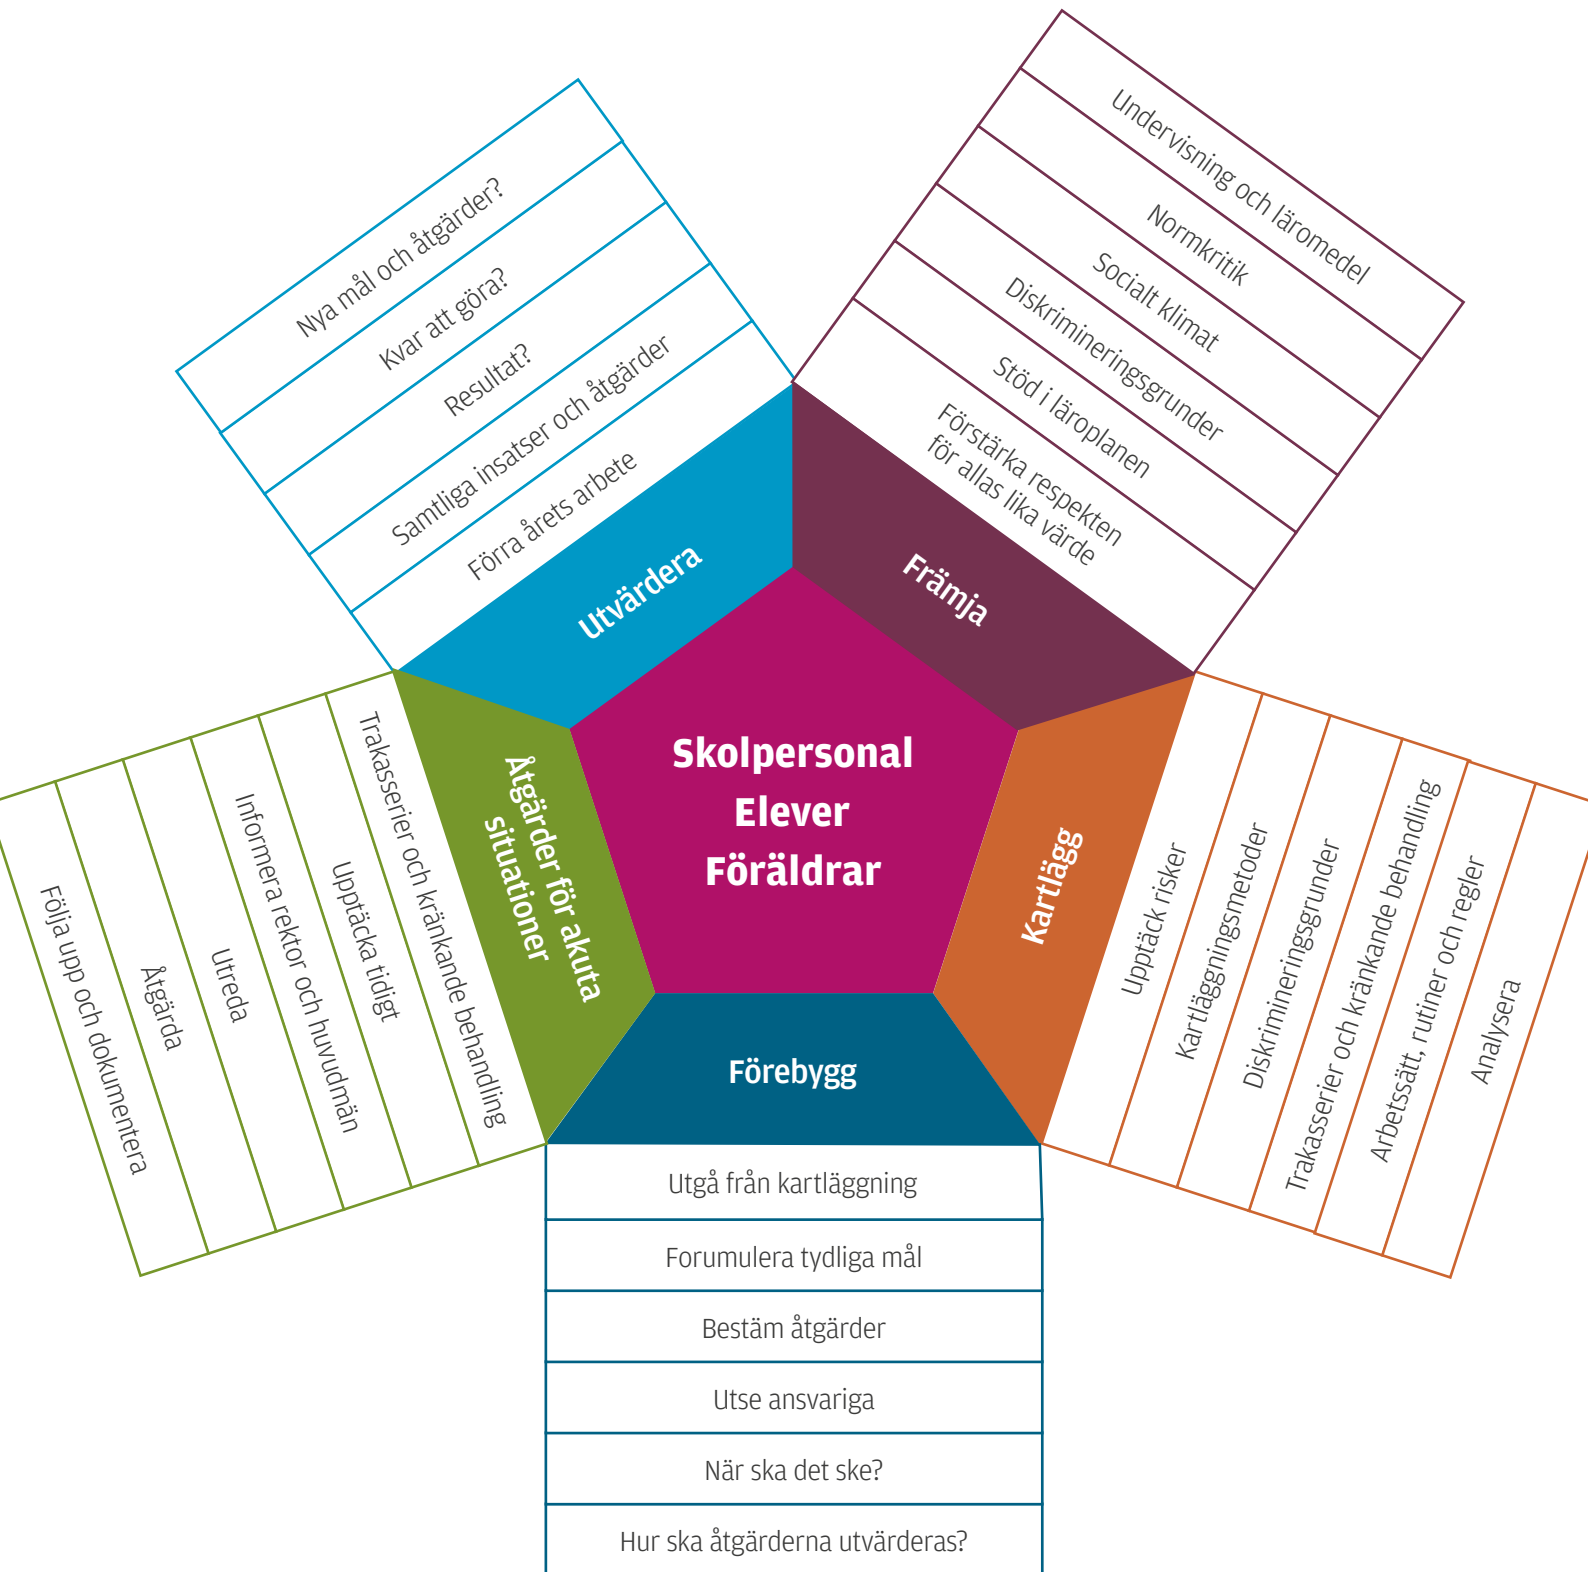 Skolpersonal
Elever
Föräldrar
Främja
Förstärka respekten
för allas lika värde
Stöd i läroplanen
Diskrimineringsgrunder
Socialt klimat
Normkritik
Undervisning och läromedel
Kartlägg
Upptäck risker
Kartläggningsmetoder
Diskrimineringsgrunder
Trakasserier och kränkande behandling
Arbetssätt, rutiner och regler
Analysera
Förebygg
Utgå från kartläggning
Forumulera tydliga mål
Bestäm åtgärder
Utse ansvariga
När ska det ske?
Hur ska åtgärderna utvärderas?
Åtgärder för akuta
situationer
Trakasserier och kränkande behandling
Upptäcka tidigt
Informera rektor och huvudmän
Utreda
Åtgärda
Följa upp och dokumentera
Utvärdera
Förra årets arbete
Samtliga insatser och åtgärder
Resultat?
Kvar att göra?
Nya mål och åtgärder?